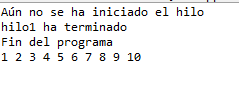 Aún no se ha iniciado el hilo
hilo1 ha terminado
Fin del programa
1 2 3 4 5 6 7 8 9 10